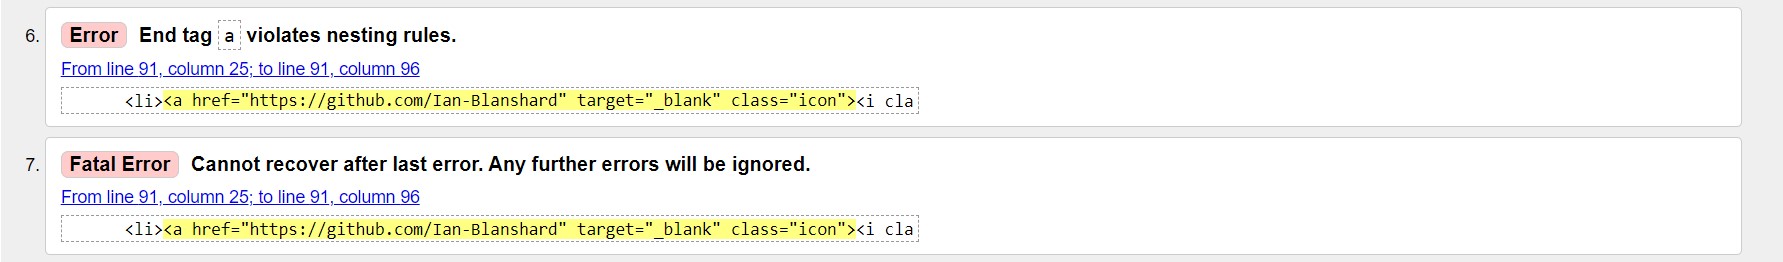 6. Error End tag a violates nesting rules.
From line 91, column 25; to line 91, column 96
<li><a href="https://github.com/Ian-Blanshard" target="_blank" class="icon"><i cla
7. Fatal Error Cannot recover after last error. Any further errors will be ignored.
From line 91, column 25; to line 91, column 96
<li><a href="https://github.com/Ian-Blanshard" target="_blank" class="icon"><i cla